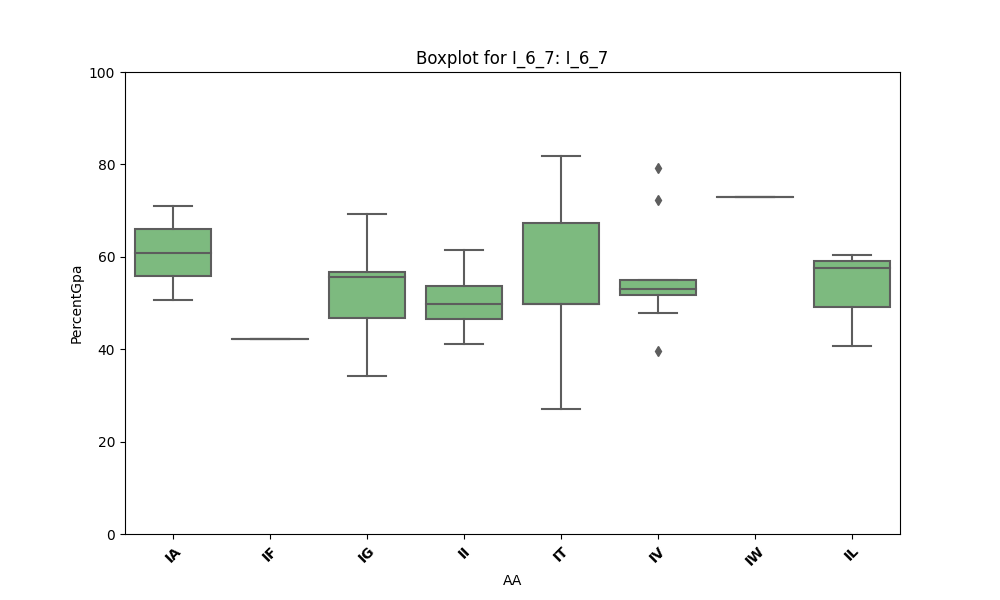 Boxplot for I_6_7: I_6_7
100
80
60
40
20
0
PercentGpa
IA
IF
IG
II
IT
IV
IW
IL
AA